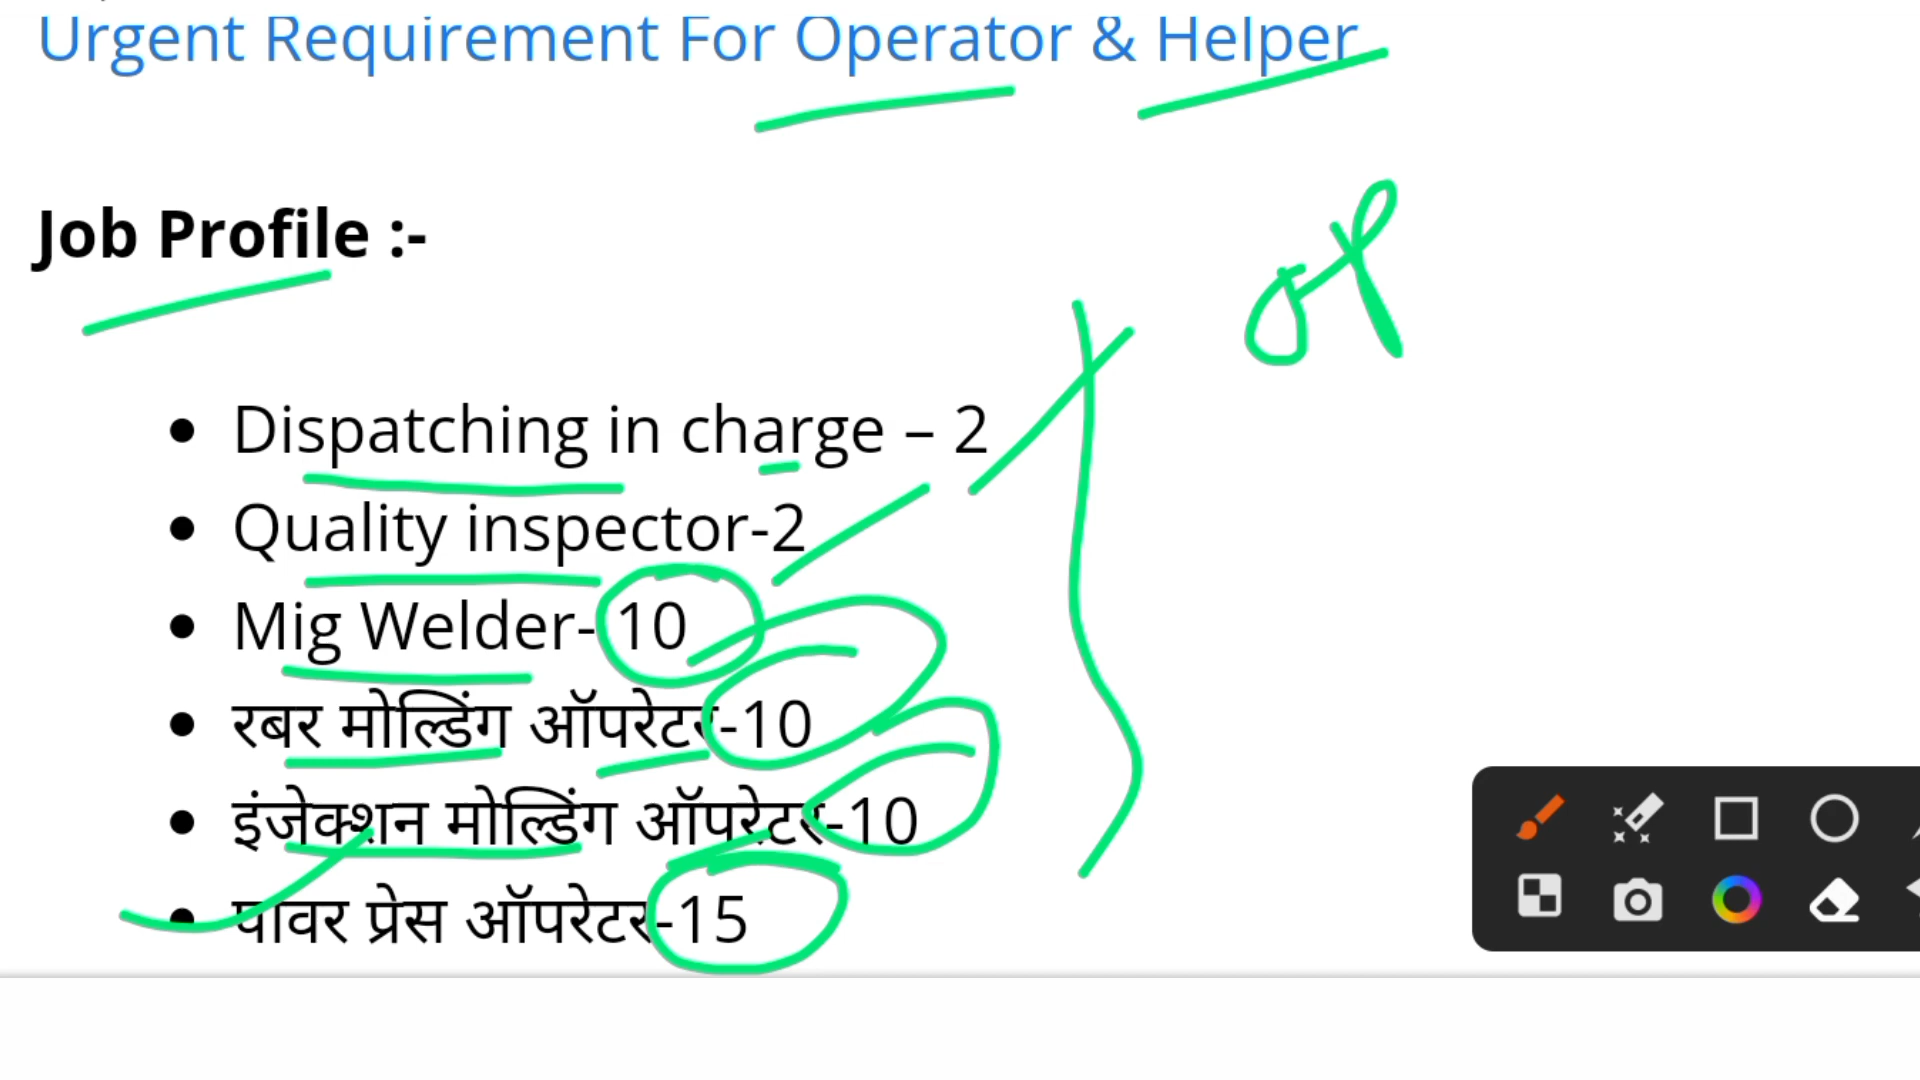 Urgent Requirement For Operator & Helper
Job Profile :-
Dispatching in charge – 2
Quality inspector-2
Mig Welder- 10
रबर मोल्डिंग ऑपरेटर-10
इंजेक्शन मोल्डिंग ऑपरेटर-10
पावर प्रेस ऑपरेटर-15